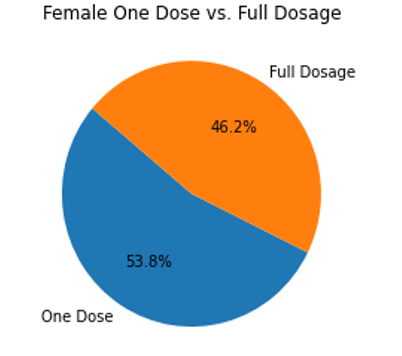 Female One Dose vs. Full Dosage
Full Dosage
46.2%
53.8%
One Dose